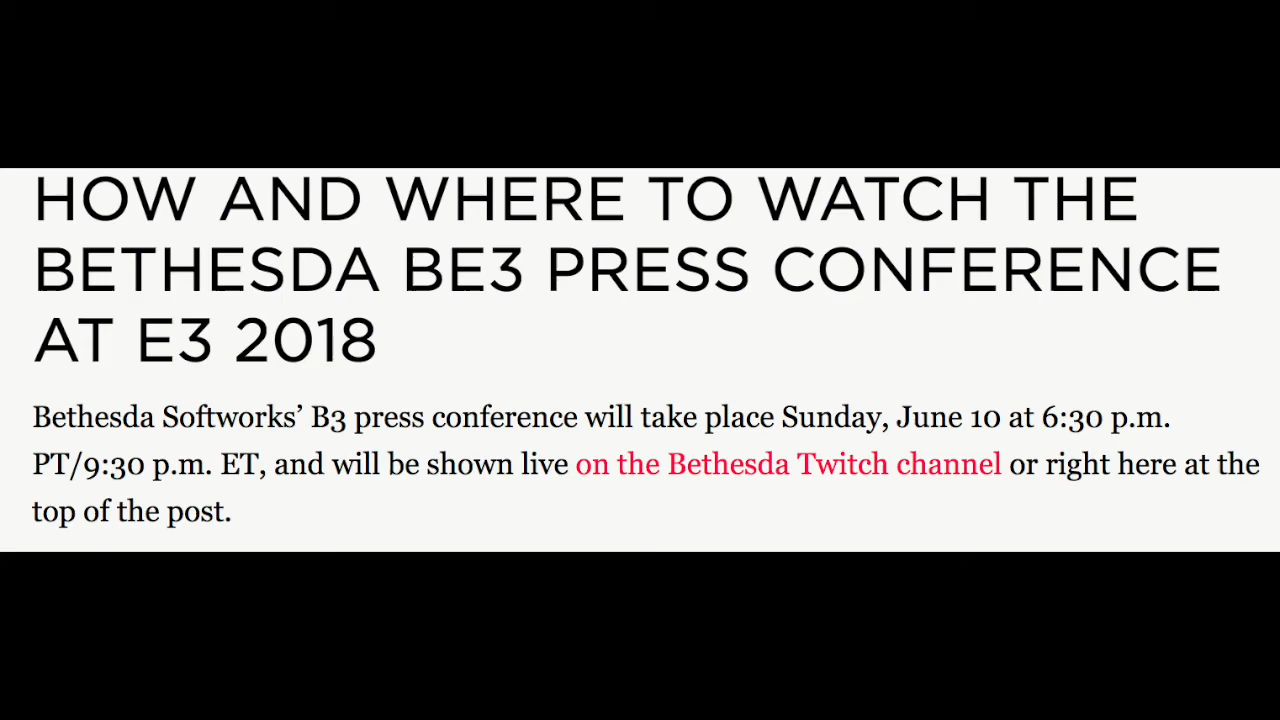 HOW AND WHERE TO WATCH THE
BETHESDA BE3 PRESS CONFERENCE
AT E3 2018
Bethesda Softworks’ B3 press conference will take place Sunday, June 10 at 6:30 p.m.
PT/9:30 p.m. ET, and will be shown live on the Bethesda Twitch channel or right here at the
top of the post.